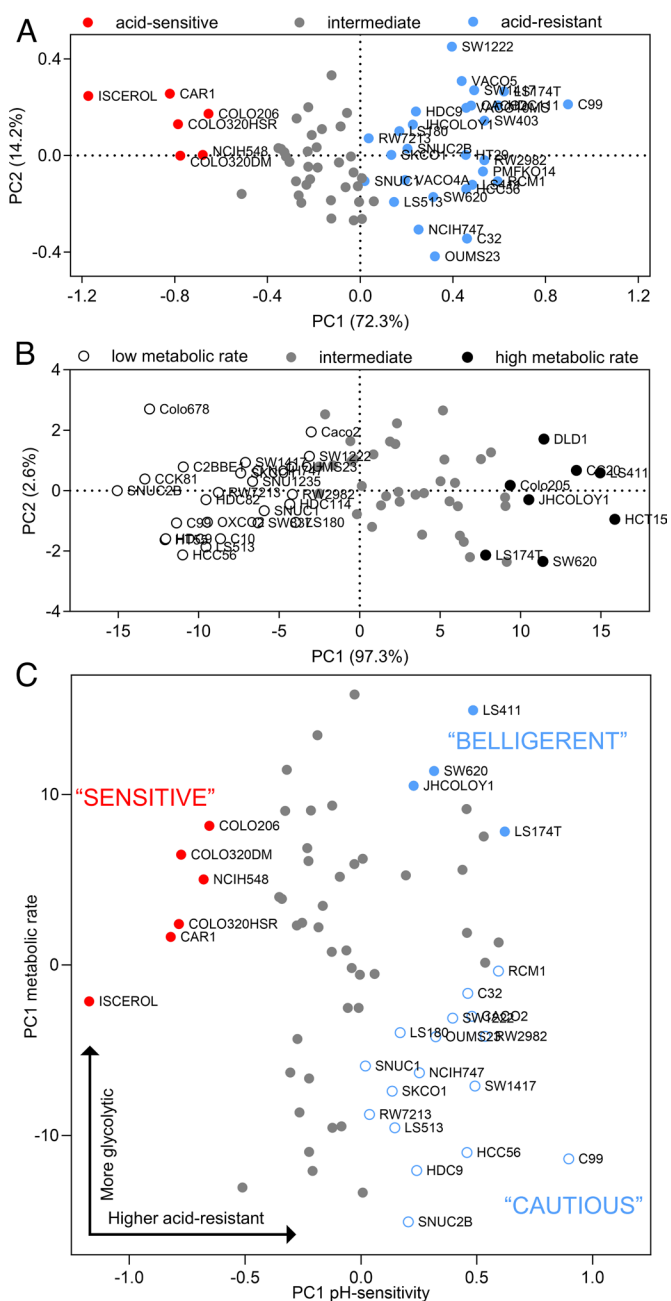 A
acid-sensitive intermediate acid-resistant
SW1222
0.4
VACO5
ISCEROL CAR1 SW1417 LS174T
C99
COLO206 HDC9
COLO320HSR JHCOLOY1 SW403
LS180
RW7213 SNUC2B
NCIH548 SKCO1 HT29
0.0
COLO320DM RW2982
PMFKO14
SNUC1 VACO4A RCM1
HCC56
LS513 SW620
NCIH747
C32
-0.4
OUMS23
PC2 (14.2%)
-1.2 -0.8 -0.4 0.0 0.4 0.8 1.2
PC1 (72.3%)
B
low metabolic rate intermediate high metabolic rate
4
Colo678
Caco2
2
DLD1
SW1222
SW1417
C2BBE1
LS411
CCK81 SNU1235
Colo205
0
SNUC2B RW7213 RW2982
HDC82 JHCOLOY1
HDC114
SNUC1
HCT15
C99 OXCO2 SW837 LS180
C10
LS513
-2
HCC56 LS174T
SW620
-4
PC2 (2.6%)
-15 -10 -5 0 5 10 15
PC1 (97.3%)
C
LS411
“BELLIGERENT”
SW620
JHCOLOY1
10
“SENSITIVE”
COLO206
LS174T
COLO320DM
NCIH548
COLO320HSR
CAR1
0
RCM1
C32
ISCEROL
CACO2
SW1222
LS180 OUMS23 RW2982
SNUC1
NCIH747
SW1417
SKCO1
RW7213
LS513
-10
HCC56
C99
HDC9
SNUC2B
“CAUTIOUS”
More glycolytic
Higher acid-resistant
PC1 metabolic rate
-1.0 -0.5 0.0 0.5 1.0
PC1 pH-sensitivity